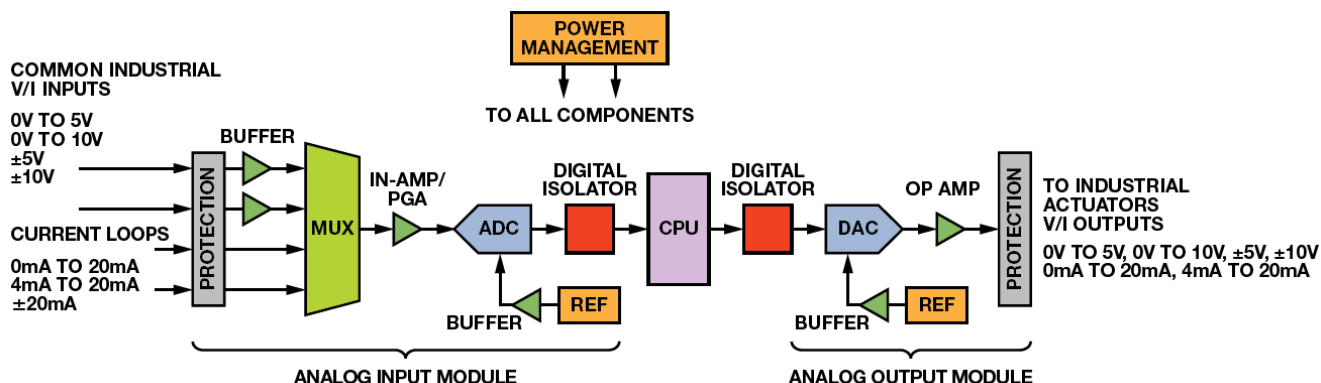 POWER
MANAGEMENT
TO ALL COMPONENTS
COMMON INDUSTRIAL
V/I INPUTS
0V TO 5V
0V TO 10V
±5V
±10V
CURRENT LOOPS
0mA TO 20mA
4mA TO 20mA
±20mA
PROTECTION
BUFFER
MUX
IN-AMP/
PGA
ADC
BUFFER
REF
DIGITAL
ISOLATOR
CPU
DIGITAL
ISOLATOR
DAC
BUFFER
REF
OP AMP
PROTECTION
TO INDUSTRIAL
ACTUATORS
V/I OUTPUTS
0V TO 5V, 0V TO 10V, ±5V, ±10V
0mA TO 20mA, 4mA TO 20mA
ANALOG INPUT MODULE
ANALOG OUTPUT MODULE